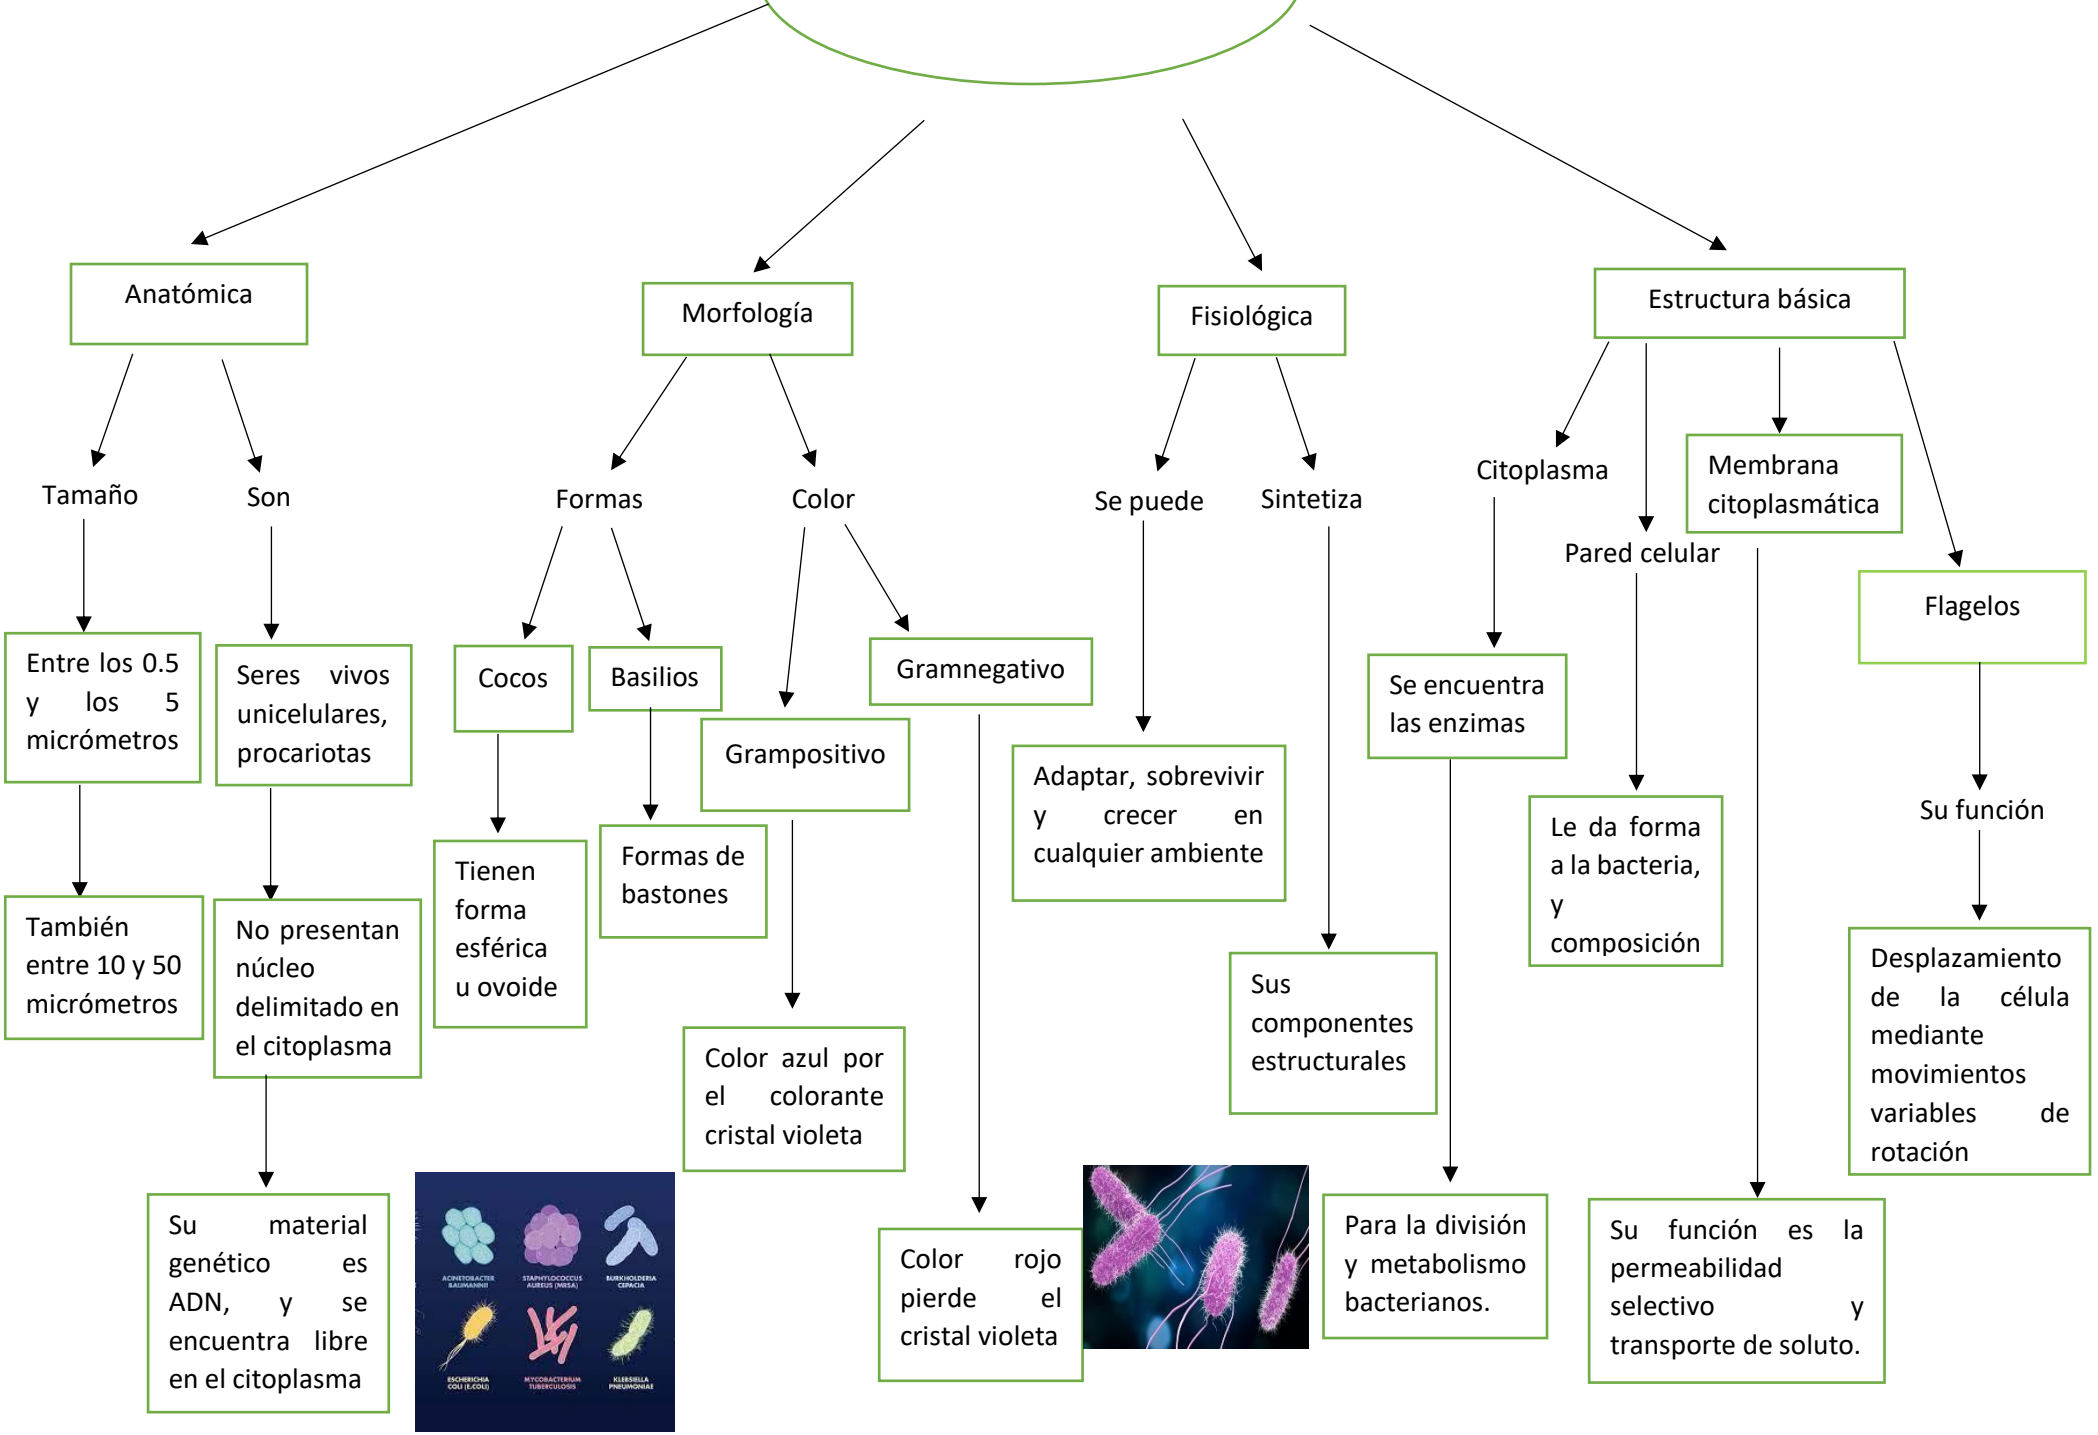 Anatómica
Morfología
Fisiológica
Estructura básica
Tamaño
Son
Formas
Color
Se puede
Sintetiza
Citoplasma
Membrana
citoplasmática
Pared celular
Flagelos
Entre los 0.5
y los 5
micrómetros
Seres vivos
unicelulares,
procariotas
Cocos
Basilios
Gramnegativo
Grampositivo
Se encuentra
las enzimas
Adaptar, sobrevivir
y crecer en
cualquier ambiente
Le da forma
a la bacteria,
y
composición
Su función
También
entre 10 y 50
micrómetros
No presentan
núcleo
delimitado en
el citoplasma
Tienen
forma
esférica
u ovoide
Formas de
bastones
Color azul por
el colorante
cristal violeta
Sus
componentes
estructurales
Desplazamiento
de la célula
mediante
movimientos
variables de
rotación
Su material
genético es
ADN, y se
encuentra libre
en el citoplasma
ACINETOBACTER
BAUMANNII
STAPHYLOCOCCUS
AUREUS (MRSA)
BURKHOLDERIA
CEPACIA
ESCHERICHIA
COLI (E.COLI)
MYCOBACTERIUM
TUBERCULOSIS
KLEBSIELLA
PNEUMONIAE
Color rojo
pierde el
cristal violeta
Para la división
y metabolismo
bacterianos.
Su función es la
permeabilidad
selectivo y
transporte de soluto.